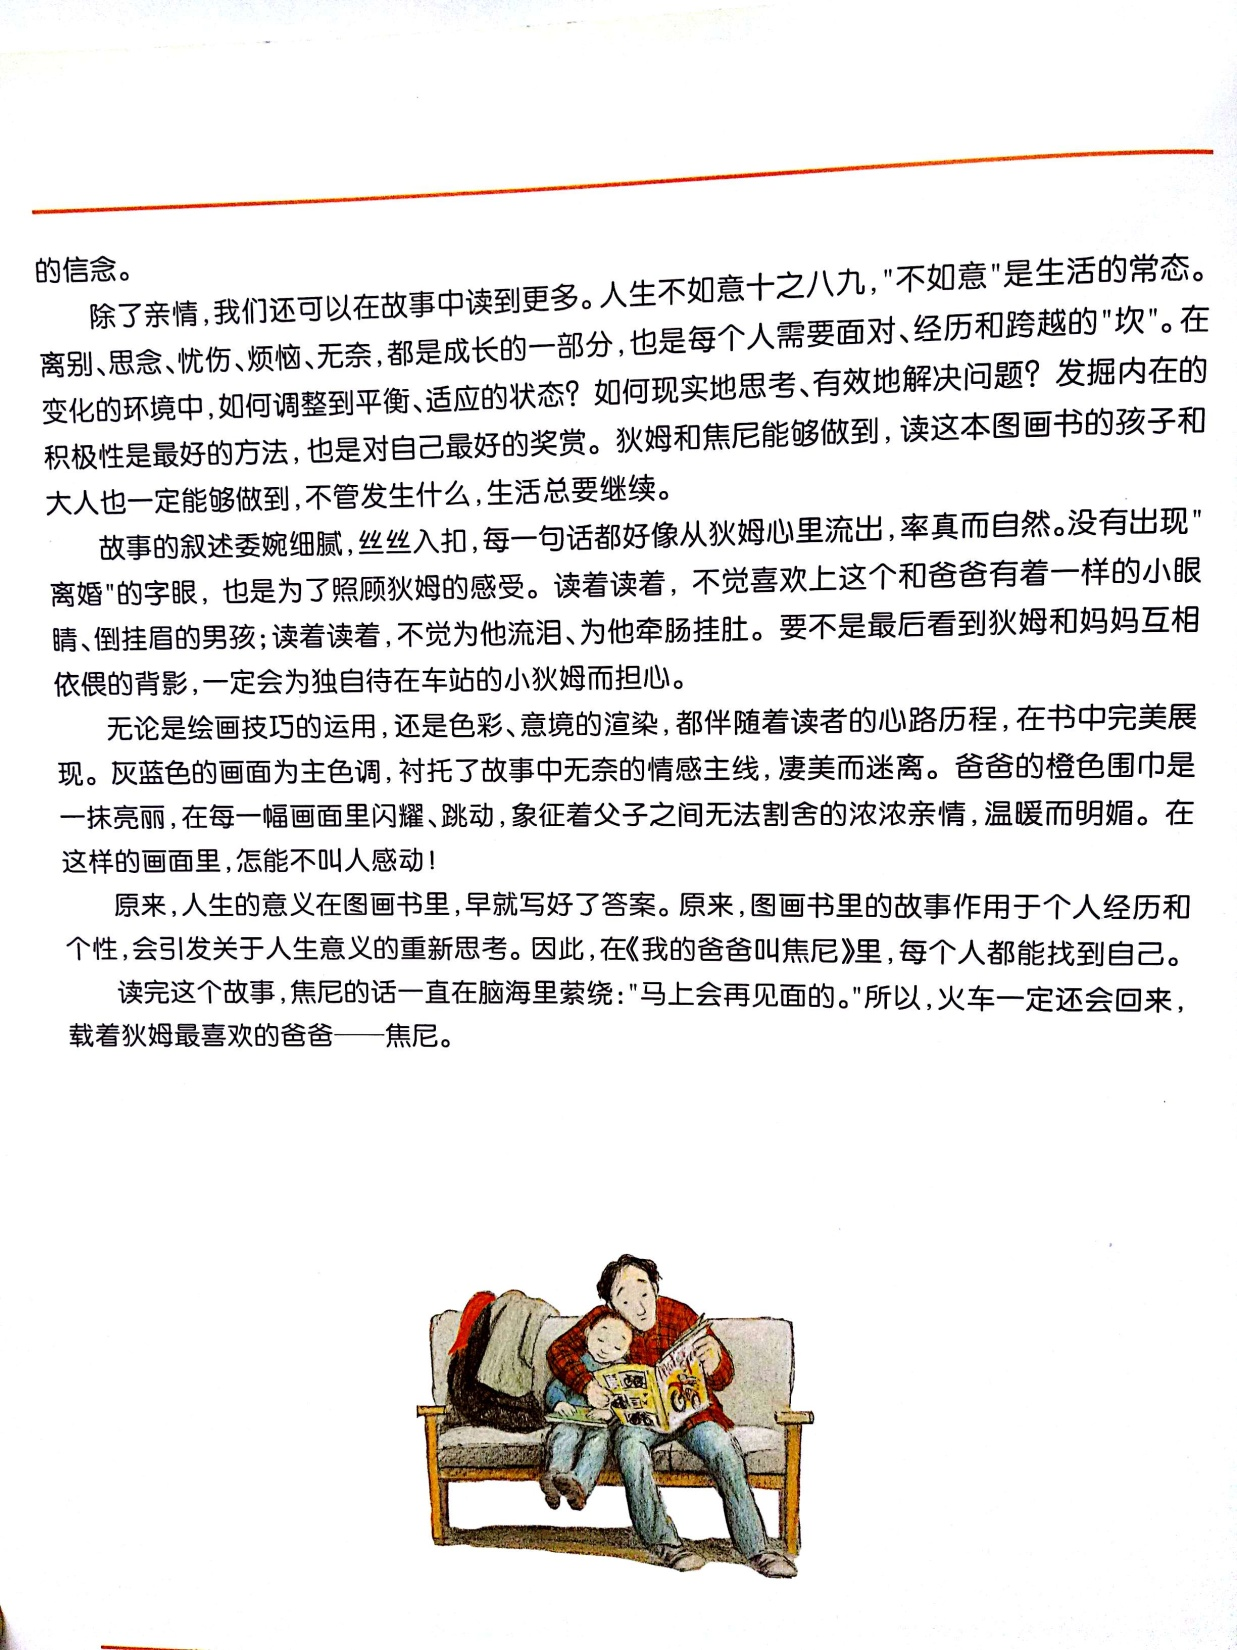 的信念。
除了亲情,我们还可以在故事中读到更多。人生不如意十之八九,"不如意"是生活的常态。
离别、思念、忧伤、烦恼、无奈,都是成长的一部分,也是每个人需要面对、经历和跨越的"坎"。在
变化的环境中,如何调整到平衡、适应的状态?如何现实地思考、有效地解决问题?发掘内在的
积极性是最好的方法,也是对自己最好的奖赏。狄姆和焦尼能够做到,读这本图画书的孩子和
大人也一定能够做到,不管发生什么,生活总要继续。
故事的叙述委婉细腻,丝丝入扣,每一句话都好像从狄姆心里流出,率真而自然。没有出现"
离婚"的字眼,也是为了照顾狄姆的感受。读着读着,不觉喜欢上这个和爸爸有着一样的小眼
睛、倒挂眉的男孩;读着读着,不觉为他流泪、为他牵肠挂肚。要不是最后看到狄姆和妈妈互相
依偎的背影,一定会为独自待在车站的小狄姆而担心。
无论是绘画技巧的运用,还是色彩、意境的渲染,都伴随着读者的心路历程,在书中完美展
现。灰蓝色的画面为主色调,衬托了故事中无奈的情感主线,凄美而迷离。爸爸的橙色围巾是
一抹亮丽,在每一幅画面里闪耀、跳动,象征着父子之间无法割舍的浓浓亲情,温暖而明媚。在
这样的画面里,怎能不叫人感动!
原来,人生的意义在图画书里,早就写好了答案。原来,图画书里的故事作用于个人经历和
个性,会引发关于人生意义的重新思考。因此,在《我的爸爸叫焦尼》里,每个人都能找到自己。
读完这个故事,焦尼的话一直在脑海里萦绕:"马上会再见面的。"所以,火车一定还会回来,
载着狄姆最喜欢的爸爸——焦尼。